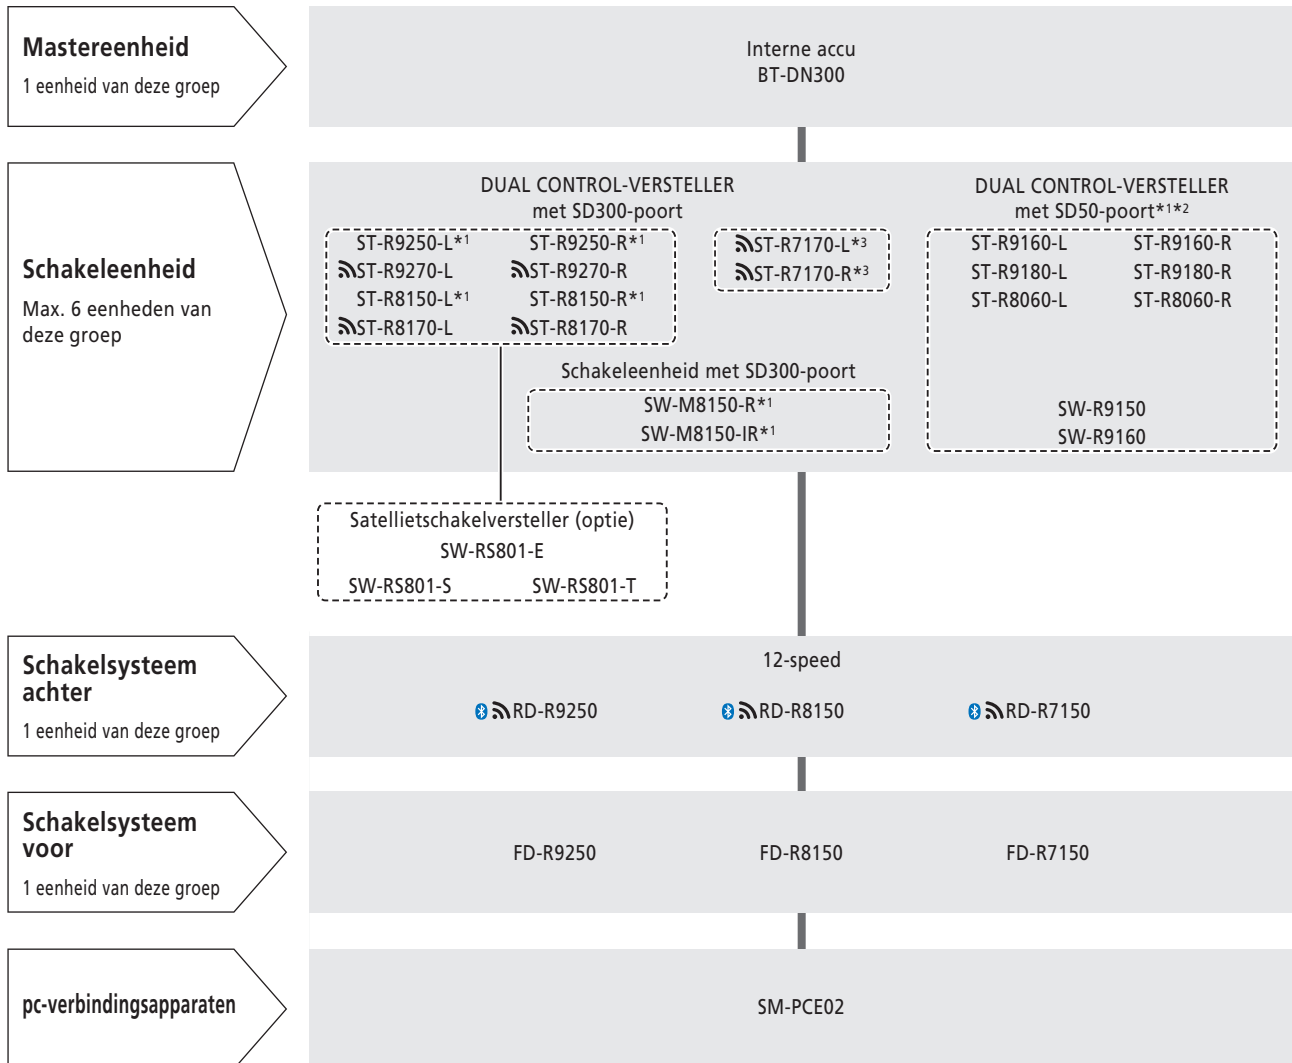 Mastereenheid
1 eenheid van deze groep
Interne accu
BT-DN300
Schakeleenheid
Max. 6 eenheden van
deze groep
DUAL CONTROL-VERSTELLER
met SD300-poort
ST-R9250-L*1 ST-R9250-R*1
ST-R9270-L ST-R9270-R
ST-R8150-L*1 ST-R8150-R*1
ST-R8170-L ST-R8170-R
ST-R7170-L*3
ST-R7170-R*3
Schakeleenheid met SD300-poort
SW-M8150-R*1
SW-M8150-IR*1
DUAL CONTROL-VERSTELLER
met SD50-poort*1*2
ST-R9160-L ST-R9160-R
ST-R9180-L ST-R9180-R
ST-R8060-L ST-R8060-R
SW-R9150
SW-R9160
Satellietschakelversteller (optie)
SW-RS801-E
SW-RS801-S SW-RS801-T
Schakelsysteem
achter
1 eenheid van deze groep
12-speed
RD-R9250 RD-R8150 RD-R7150
Schakelsysteem
voor
1 eenheid van deze groep
FD-R9250 FD-R8150 FD-R7150
pc-verbindingsapparaten
SM-PCE02